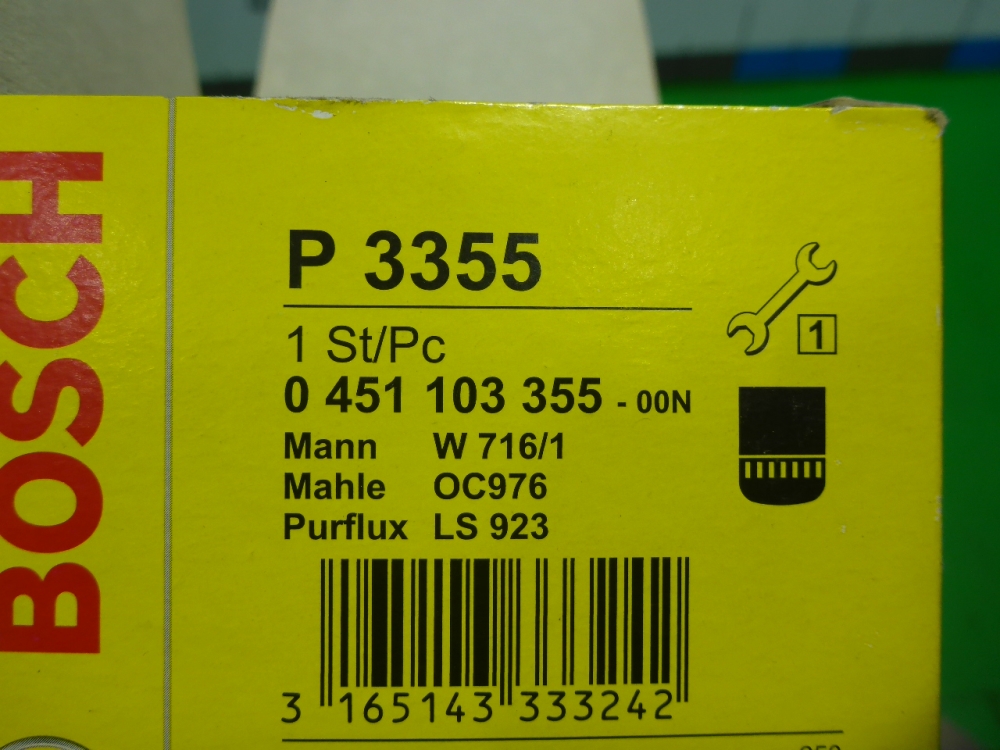 BOSCH
P 3355
1
1 St/Pc
0 451 103 355 - 00N
Mann W 716/1
Mahle OC976
Purflux LS 923
3 165143 333242